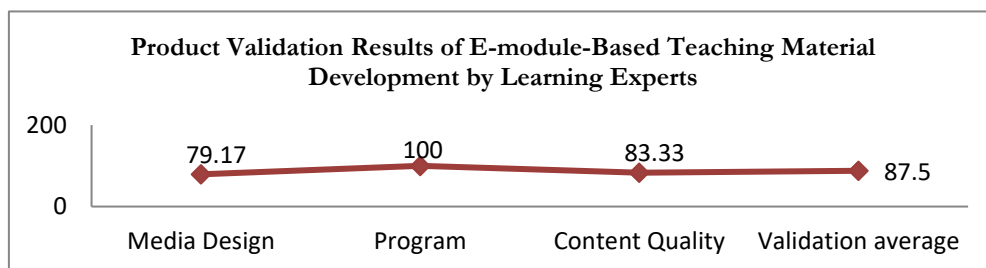 Product Validation Results of E-module-Based Teaching Material
Development by Learning Experts
200
0
79.17
100
83.33
87.5
Media Design
Program
Content Quality
Validation average